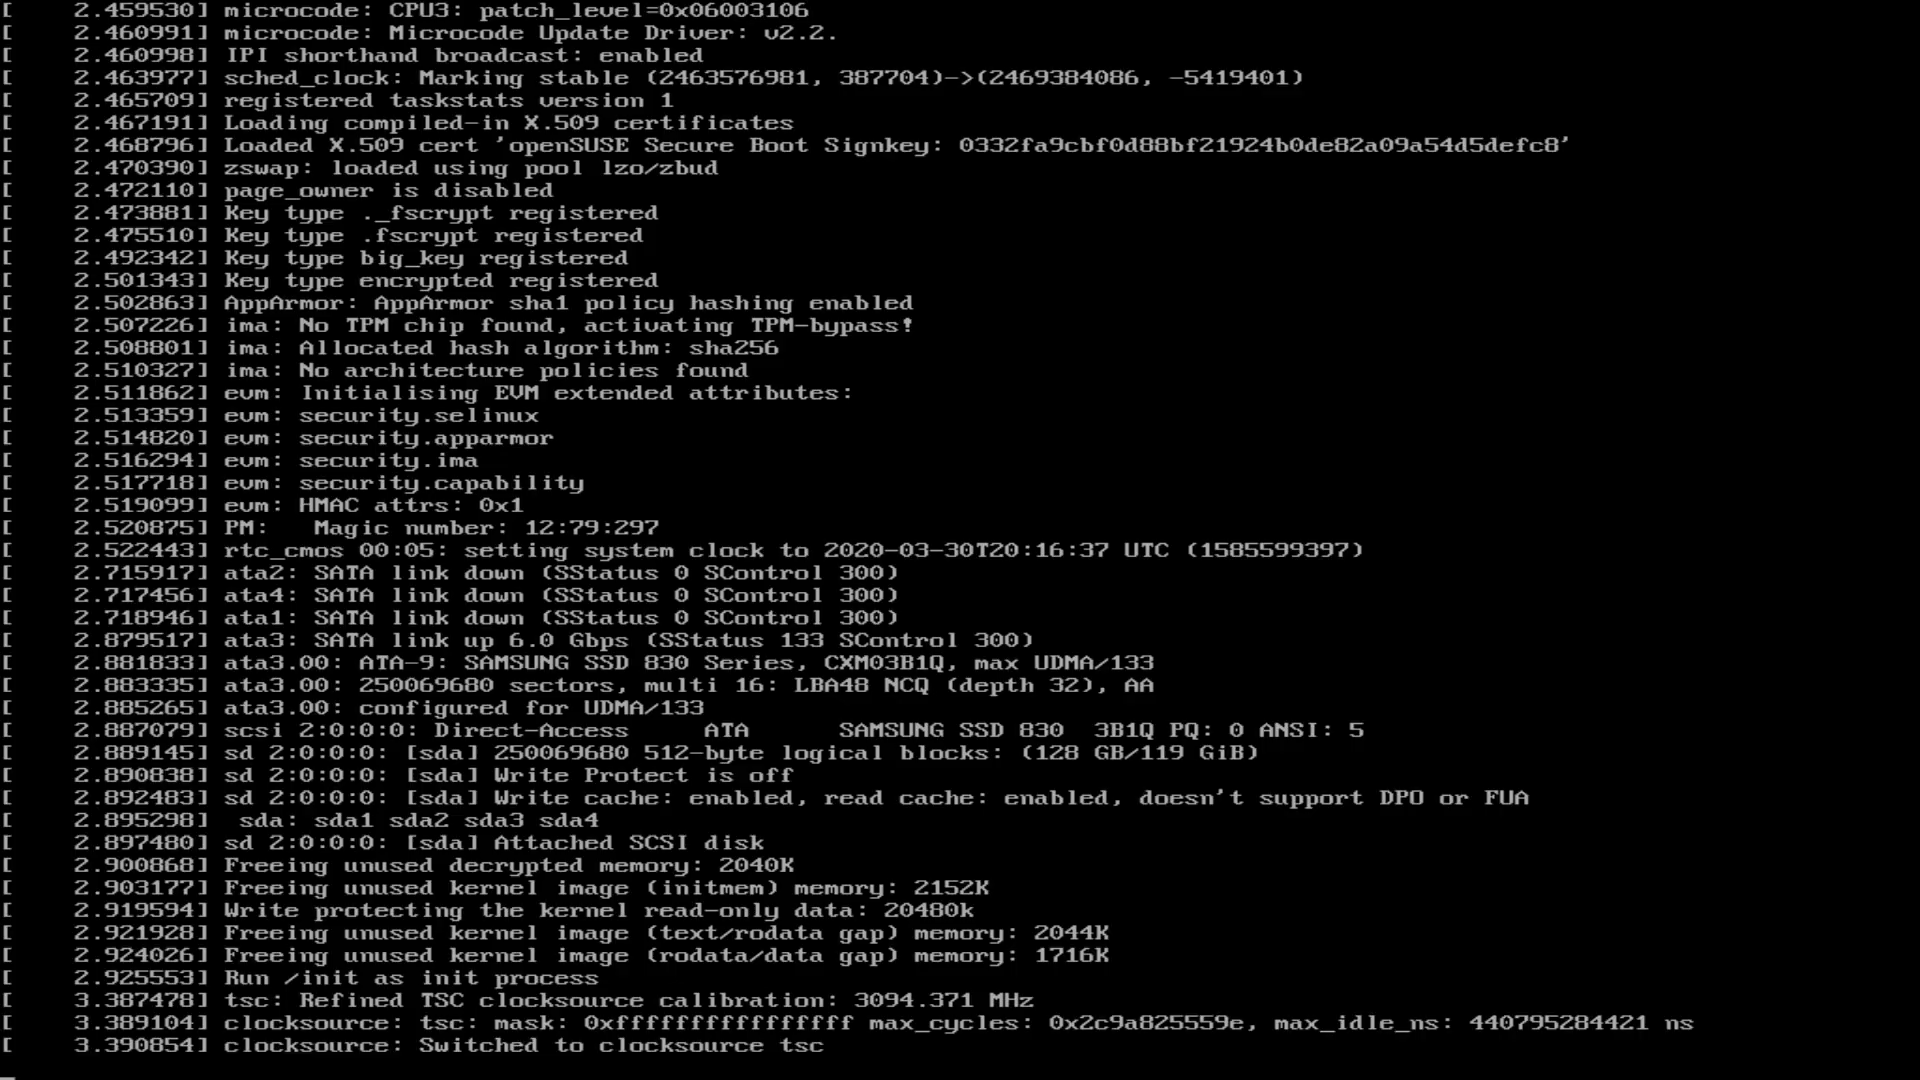 [    2.459530] microcode: CPU3: patch_level=0x06003106
[    2.460991] microcode: Microcode Update Driver: v2.2.
[    2.460998] IPI shorthand broadcast: enabled
[    2.463977] sched_clock: Marking stable (2463576981, 387704)->(2469384086, -5419401)
[    2.465709] registered taskstats version 1
[    2.467191] Loading compiled-in X.509 certificates
[    2.468796] Loaded X.509 cert 'openSUSE Secure Boot Signkey: 0332fa9cbf0d88bf21924b0de82a09a54d5defc8'
[    2.470390] zswap: loaded using pool lzo/zbud
[    2.472110] page_owner is disabled
[    2.473881] Key type ._fscrypt registered
[    2.475510] Key type .fscrypt registered
[    2.492342] Key type big_key registered
[    2.501343] Key type encrypted registered
[    2.502863] AppArmor: AppArmor sha1 policy hashing enabled
[    2.507226] ima: No TPM chip found, activating TPM-bypass!
[    2.508801] ima: Allocated hash algorithm: sha256
[    2.510327] ima: No architecture policies found
[    2.511862] evm: Initialising EVM extended attributes:
[    2.513359] evm: security.selinux
[    2.514820] evm: security.apparmor
[    2.516294] evm: security.ima
[    2.517718] evm: security.capability
[    2.519099] evm: HMAC attrs: 0x1
[    2.520875] PM:   Magic number: 12:79:297
[    2.522443] rtc_cmos 00:05: setting system clock to 2020-03-30T20:16:37 UTC (1585599397)
[    2.715917] ata2: SATA link down (SStatus 0 SControl 300)
[    2.717456] ata4: SATA link down (SStatus 0 SControl 300)
[    2.718946] ata1: SATA link down (SStatus 0 SControl 300)
[    2.879517] ata3: SATA link up 6.0 Gbps (SStatus 133 SControl 300)
[    2.881833] ata3.00: ATA-9: SAMSUNG SSD 830 Series, CXM03B1Q, max UDMA/133
[    2.883335] ata3.00: 250069680 sectors, multi 16: LBA48 NCQ (depth 32), AA
[    2.885265] ata3.00: configured for UDMA/133
[    2.887079] scsi 2:0:0:0: Direct-Access     ATA      SAMSUNG SSD 830  3B1Q PQ: 0 ANSI: 5
[    2.889145] sd 2:0:0:0: [sda] 250069680 512-byte logical blocks: (128 GB/119 GiB)
[    2.890838] sd 2:0:0:0: [sda] Write Protect is off
[    2.892483] sd 2:0:0:0: [sda] Write cache: enabled, read cache: enabled, doesn't support DPO or FUA
[    2.895298]  sda: sda1 sda2 sda3 sda4
[    2.897480] sd 2:0:0:0: [sda] Attached SCSI disk
[    2.900868] Freeing unused decrypted memory: 2040K
[    2.903177] Freeing unused kernel image (initmem) memory: 2152K
[    2.919594] Write protecting the kernel read-only data: 20480k
[    2.921928] Freeing unused kernel image (text/rodata gap) memory: 2044K
[    2.924026] Freeing unused kernel image (rodata/data gap) memory: 1716K
[    2.925553] Run /init as init process
[    3.387478] tsc: Refined TSC clocksource calibration: 3094.371 MHz
[    3.389104] clocksource: tsc: mask: 0xffffffffffffffff max_cycles: 0x2c9a825559e, max_idle_ns: 440795284421 ns
[    3.390854] clocksource: Switched to clocksource tsc